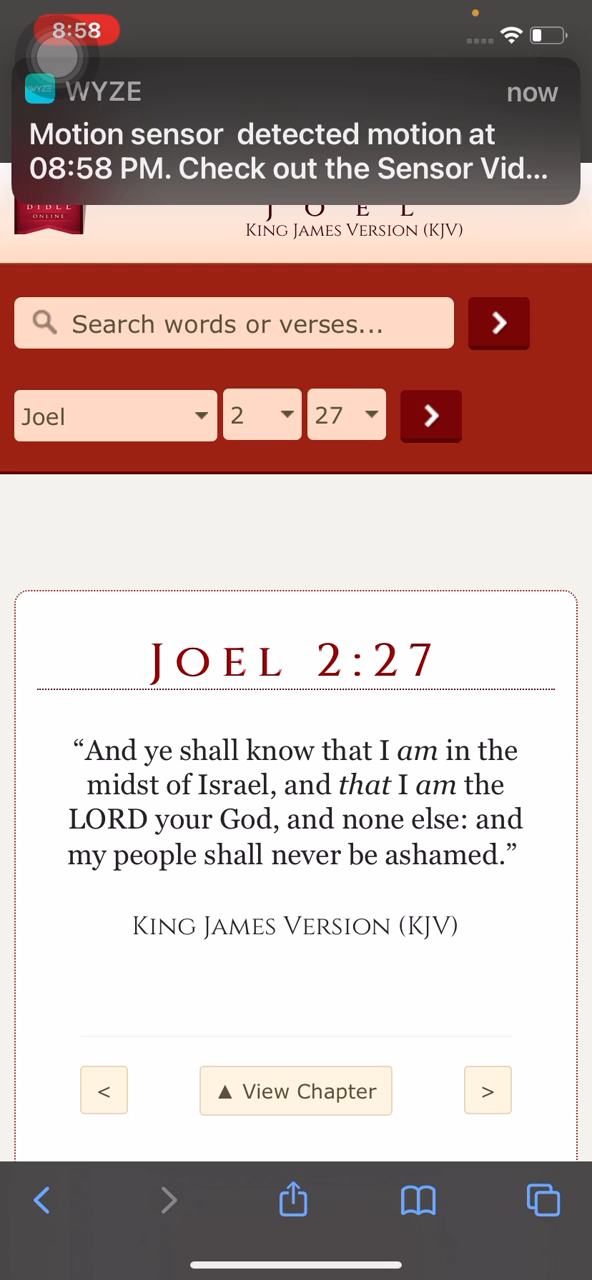 8:58
WYZE
now
Motion sensor detected motion at
08:58 PM. Check out the Sensor Vid...
BIBLE
ONLINE
JOEL
KING JAMES VERSION (KJV)
Search words or verses...
Joel
2
27
JOEL 2:27
“And ye shall know that I am in the
midst of Israel, and that I am the
LORD your God, and none else: and
my people shall never be ashamed.”
KING JAMES VERSION (KJV)
<
▲ View Chapter
>